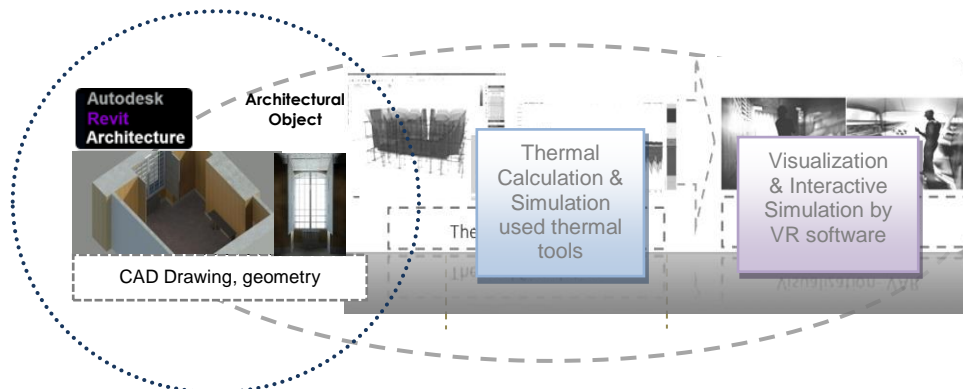 Autodesk
Revit
Architecture
Architectural
Object
CAD Drawing, geometry
The
Thermal
Calculation &
Simulation
used thermal
tools
Visualization
& Interactive
Simulation by
VR software